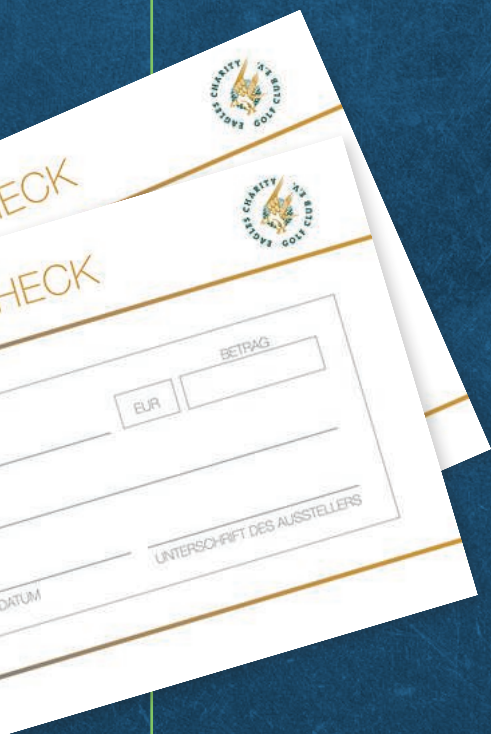 EAGLES CHARITY
GOLF CLUB E.V.
HECK
EAGLES CHARITY
GOLF CLUB E.V.
HECK
BETRAG
EUR
UNTERSCHRIFT DES AUSSTELLERS
DATUM